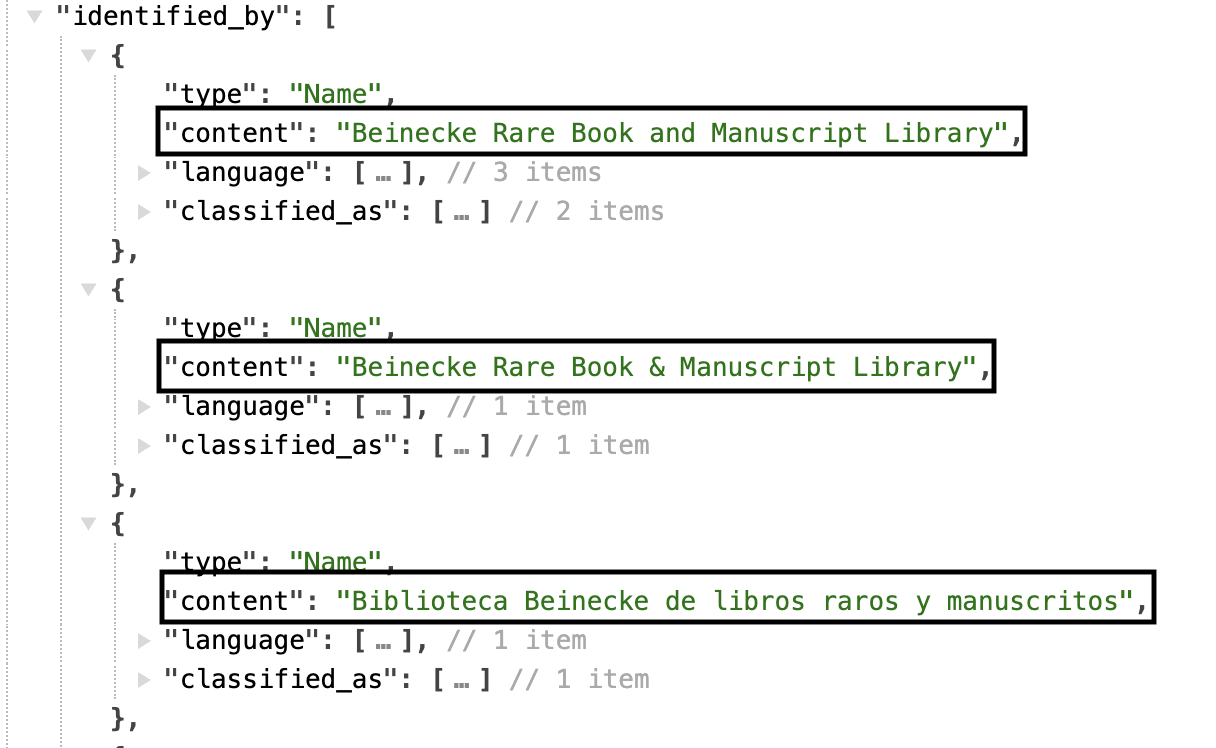 "identified_by": [
{
"type": "Name",
"content": "Beinecke Rare Book and Manuscript Library",
"language": [ … ], // 3 items
"classified_as": [ … ] // 2 items
},
{
"type": "Name",
"content": "Beinecke Rare Book & Manuscript Library",
"language": [ … ], // 1 item
"classified_as": [ … ] // 1 item
},
{
"type": "Name",
"content": "Biblioteca Beinecke de libros raros y manuscritos",
"language": [ … ], // 1 item
"classified_as": [ … ] // 1 item
},